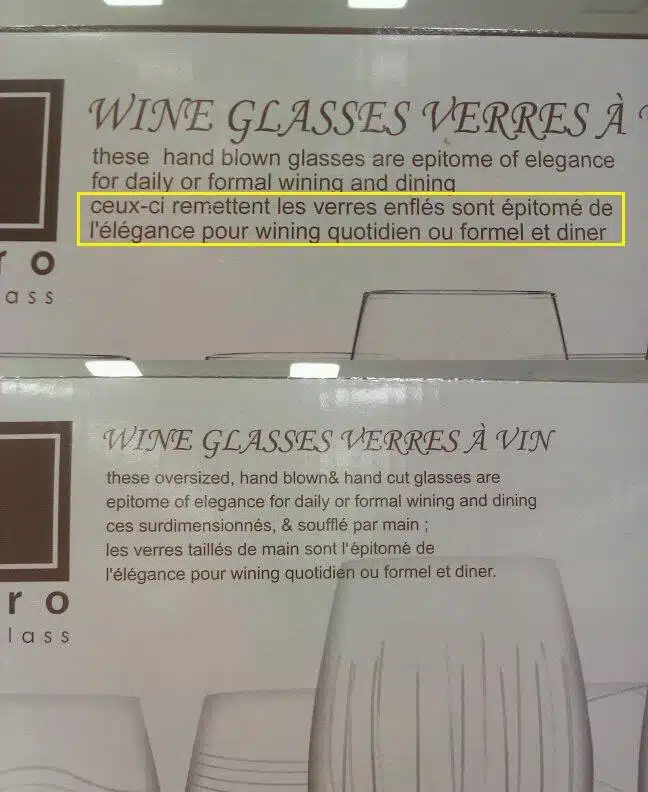 WINE GLASSES VERRES À
these hand blown glasses are epitome of elegance
for daily or formal wining and dining
ceux-ci remettent les verres enflés sont épitomé de
l'élégance pour wining quotidien ou formel et diner
ro
ass
WINE GLASSES VERRES À VIN
these oversized, hand blown& hand cut glasses are
epitome of elegance for daily or formal wining and dining
ces surdimensionnés, & soufflé par main ;
les verres taillés de main sont l'épitomé de
l'élégance pour wining quotidien ou formel et diner.
ro
lass